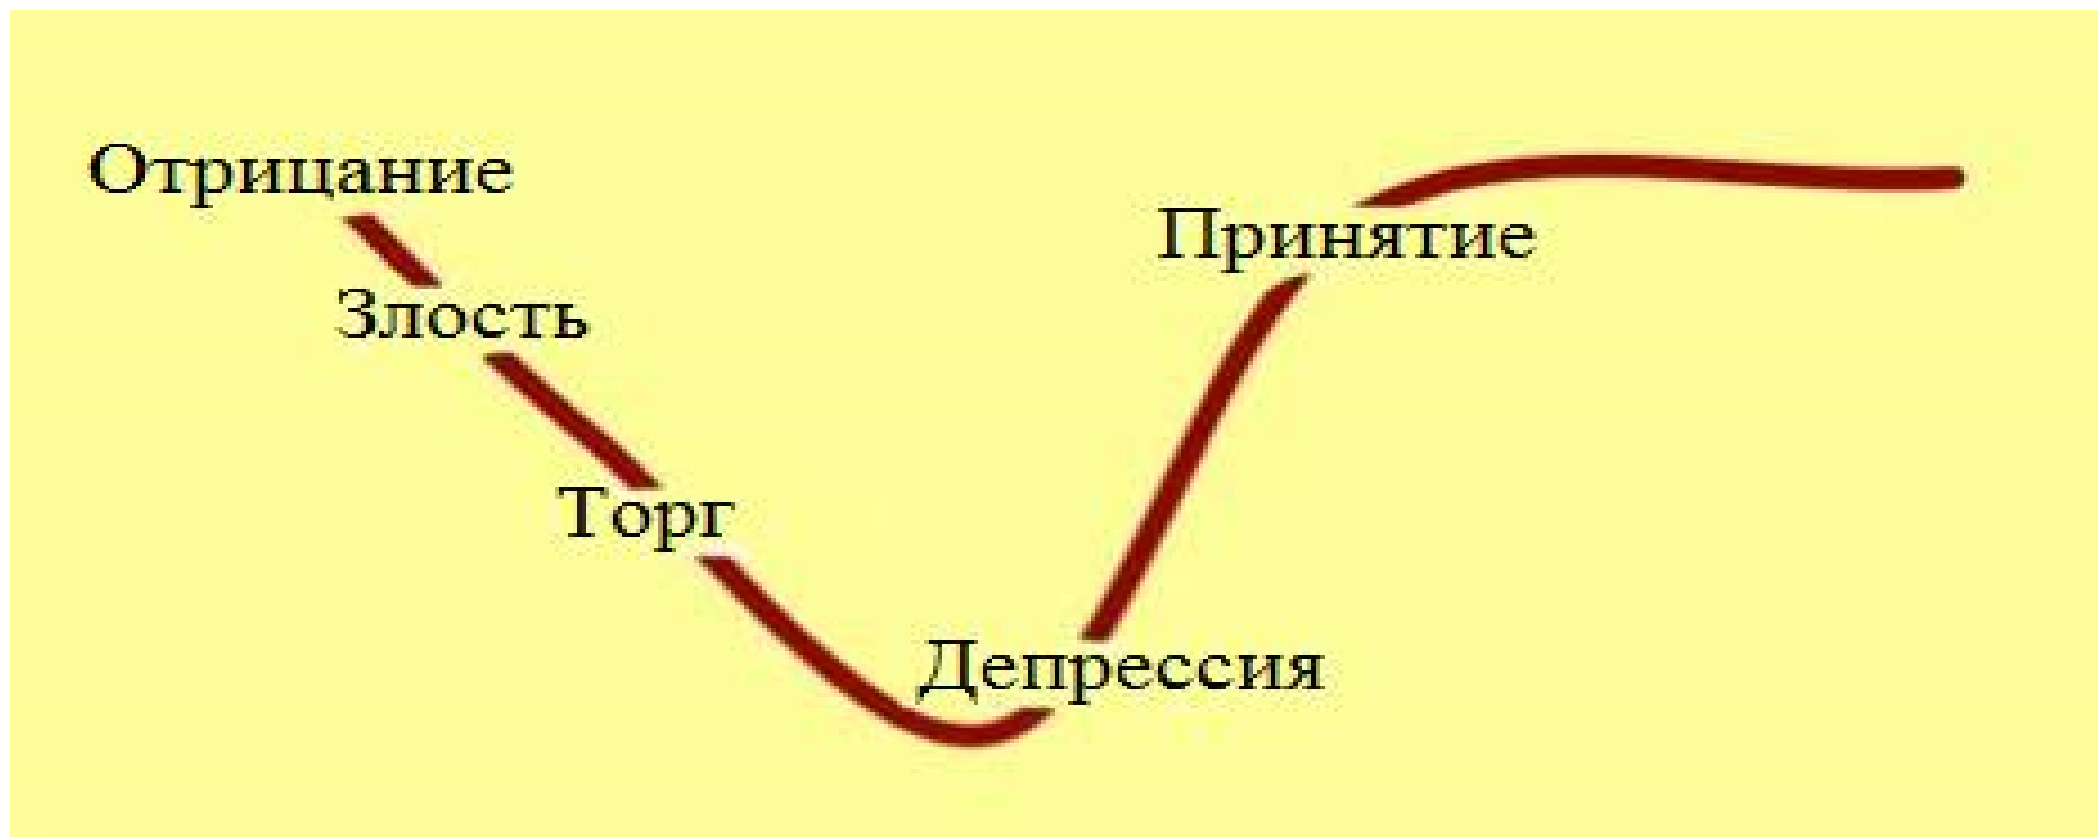 Отрицание
Злость
Торг
Депрессия
Принятие